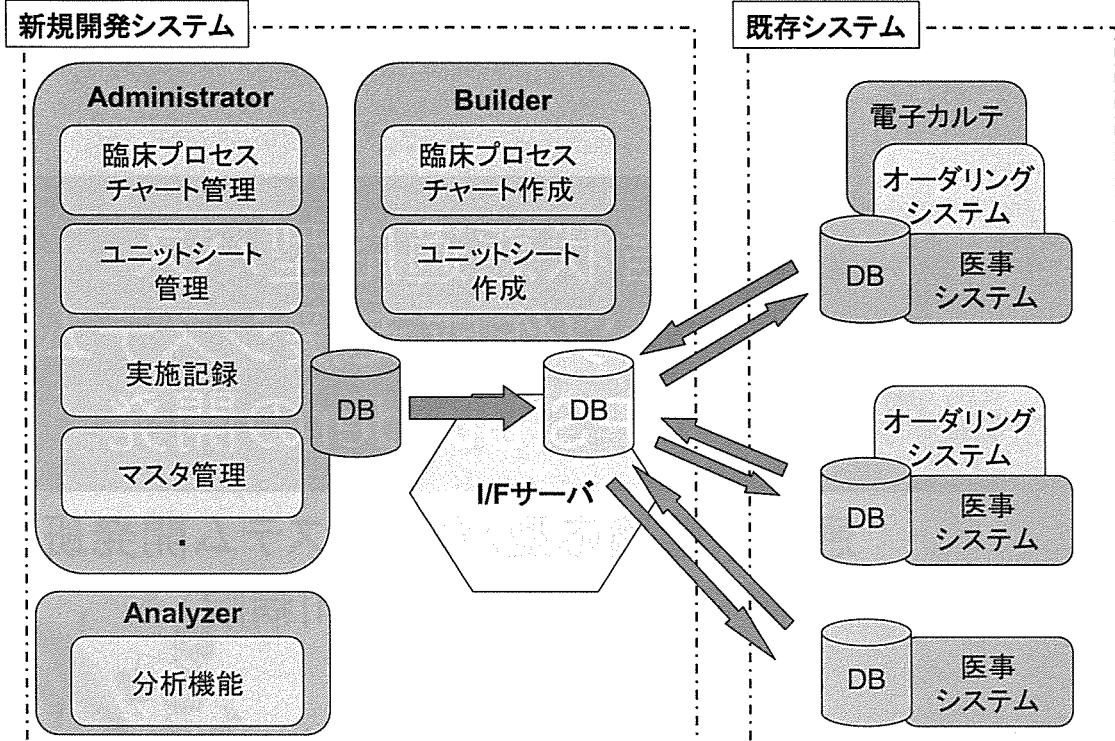 新規開発システム
既存システム
Administrator
臨床プロセス
チャート管理
ユニットシート
管理
実施記録
マスタ管理
Builder
臨床プロセス
チャート作成
ユニットシート
作成
DB
DB
I/Fサーバ
Analyzer
分析機能
電子カルテ
オーダリング
システム
DB
医事
システム
オーダリング
システム
DB
医事
システム
DB
医事
システム